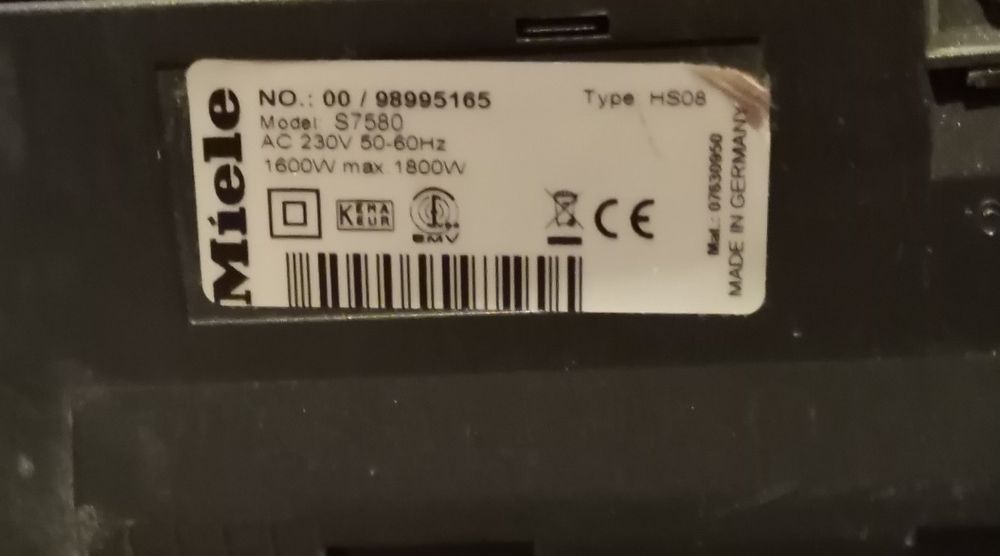 Miele
NO.: 00 / 98995165
Type HS08
Model S7580
AC 230V 50-60Hz
1600W max 1800W
KEMA
KEUR
EMV
CE
Mat.: 07630950
MADE IN GERMANY